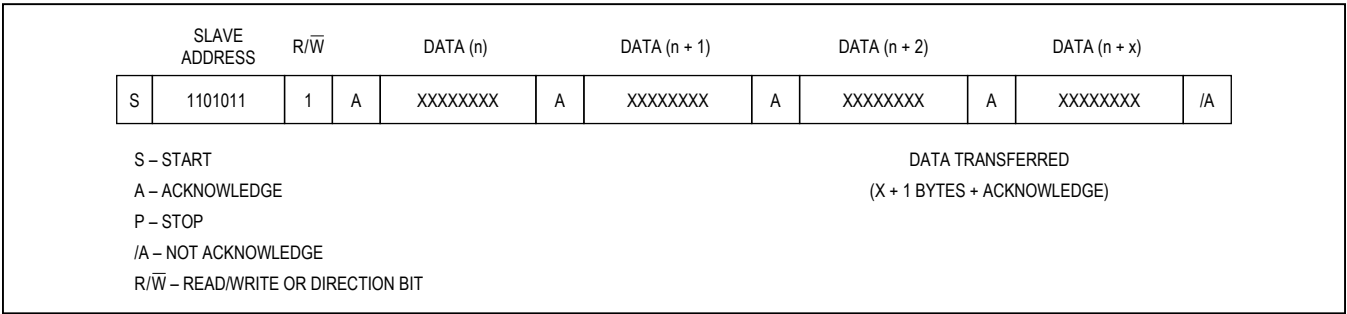 SLAVE ADDRESS R/W̅ DATA (n) DATA (n + 1) DATA (n + 2) DATA (n + x)
S 1101011 1 A XXXXXXXX A XXXXXXXX A XXXXXXXX A XXXXXXXX /A
S – START
A – ACKNOWLEDGE
P – STOP
/A – NOT ACKNOWLEDGE
R/W̅ – READ/WRITE OR DIRECTION BIT
DATA TRANSFERRED
(X + 1 BYTES + ACKNOWLEDGE)